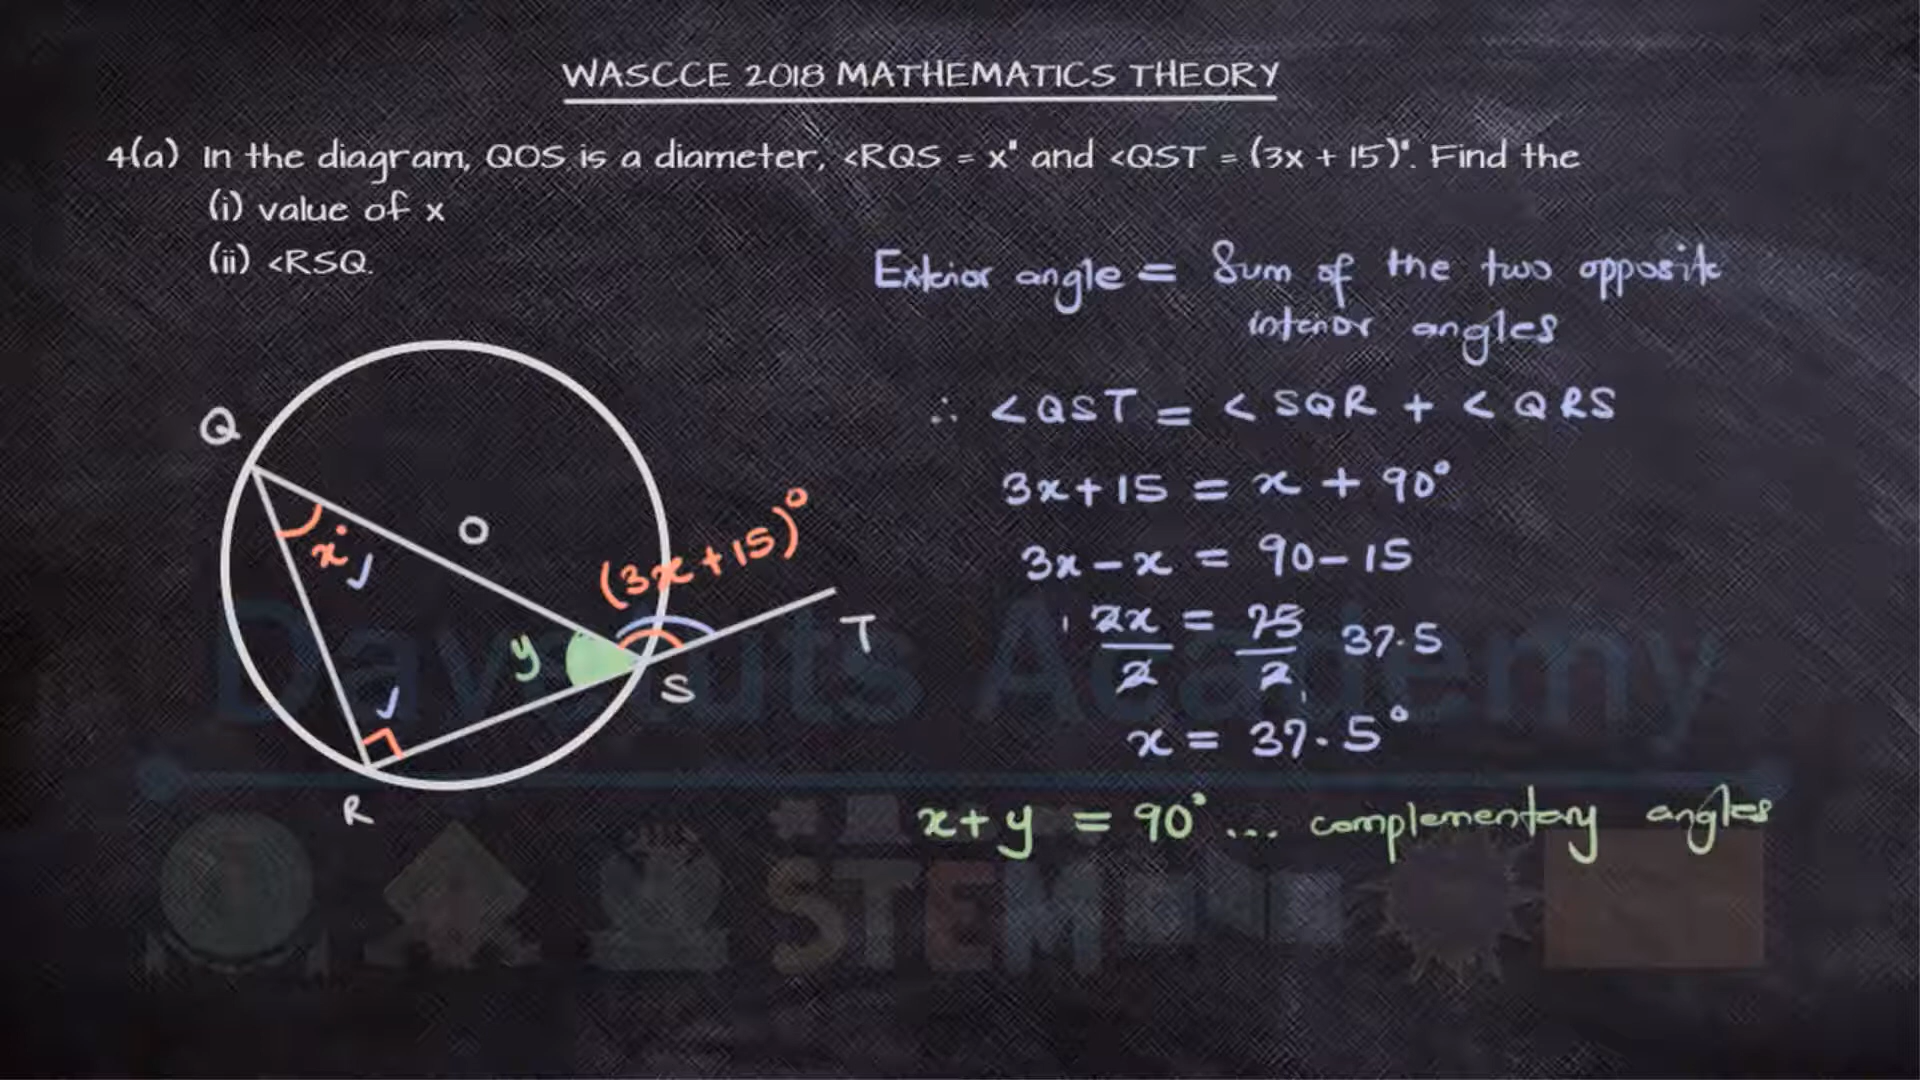 WASCCE 2018 MATHEMATICS THEORY
4(a) In the diagram, QOS is a diameter, <RQS = x° and <QST = (3x + 15)°. Find the
(i) value of x
(ii) <RSQ.
Exterior angle = Sum of the two opposite
interior angles
∴ <QST = <SQR + <QRS
3x+15 = x + 90°
3x - x = 90-15
2x = 75 37.5
2 2
x = 37.5°
x+y = 90° ... complementary angles
Q
O
x°
(3x+15)°
T
y
S
R
Academy
STEM